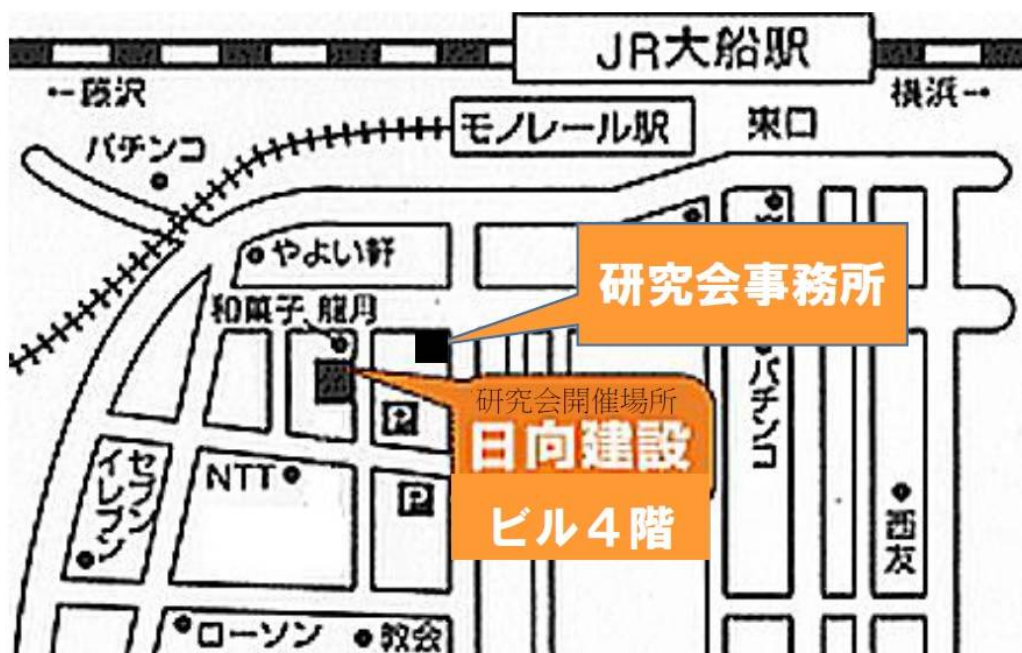 JR大船駅
←藤沢
横浜→
モノレール駅
東口
パチンコ
やよい軒
研究会事務所
和菓子 龍月
研究会開催場所
日向建設
ビル4階
パチンコ
P
セブン
イレブン
NTT
P
西友
ローソン
教会